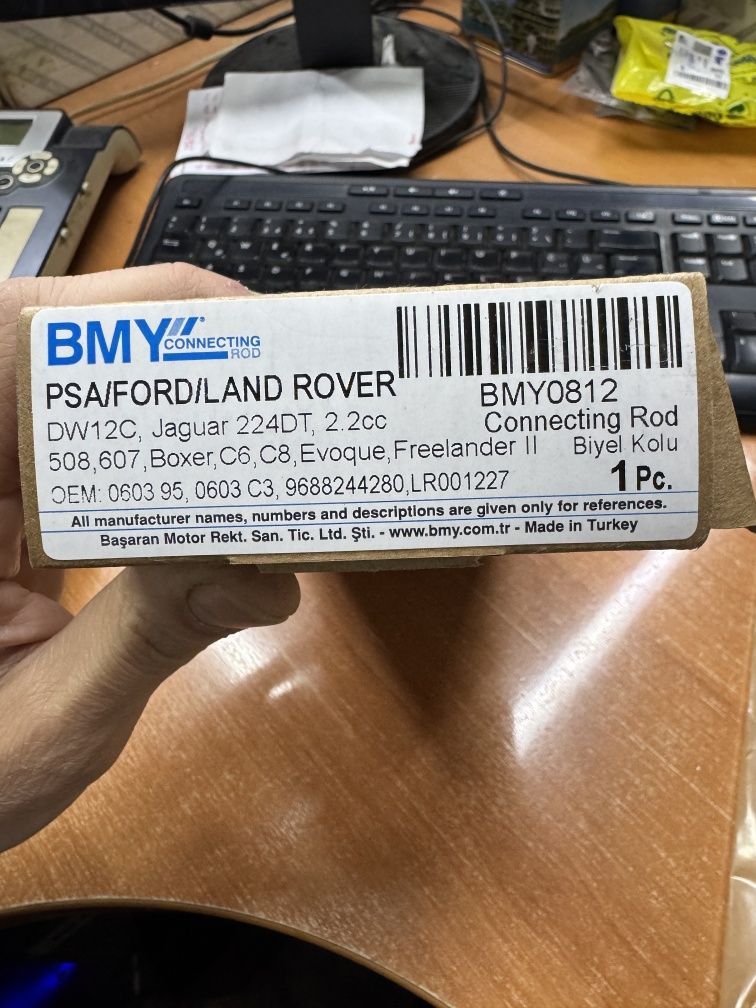 BMY CONNECTING ROD
PSA/FORD/LAND ROVER
BMY0812
DW12C, Jaguar 224DT, 2.2cc
Connecting Rod
508,607,Boxer,C6,C8,Evoque,Freelander II
Biyel Kolu
OEM: 0603 95, 0603 C3, 9688244280,LR001227
1 Pc.
All manufacturer names, numbers and descriptions are given only for references.
Başaran Motor Rekt. San. Tic. Ltd. Şti. - www.bmy.com.tr - Made in Turkey